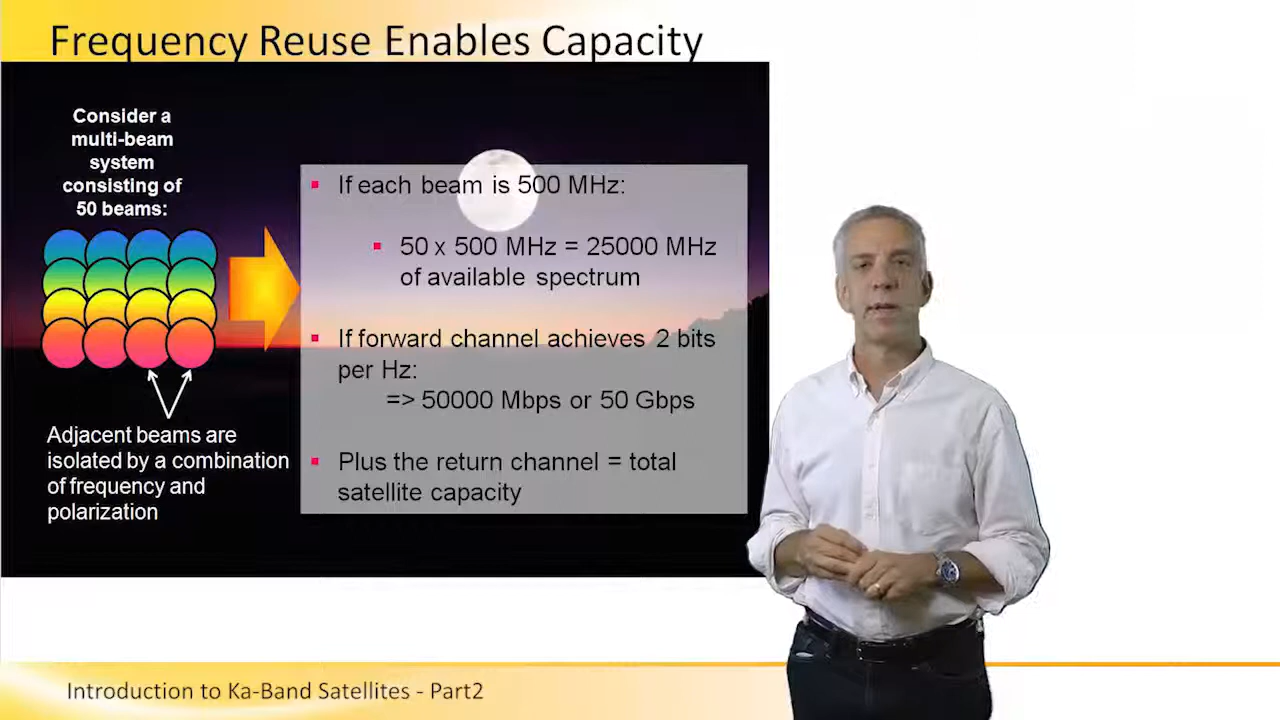 Frequency Reuse Enables Capacity
Consider a
multi-beam
system
consisting of
50 beams:
Adjacent beams are
isolated by a combination
of frequency and
polarization
If each beam is 500 MHz:
50 x 500 MHz = 25000 MHz
of available spectrum
If forward channel achieves 2 bits
per Hz:
=> 50000 Mbps or 50 Gbps
Plus the return channel = total
satellite capacity
Introduction to Ka-Band Satellites - Part2